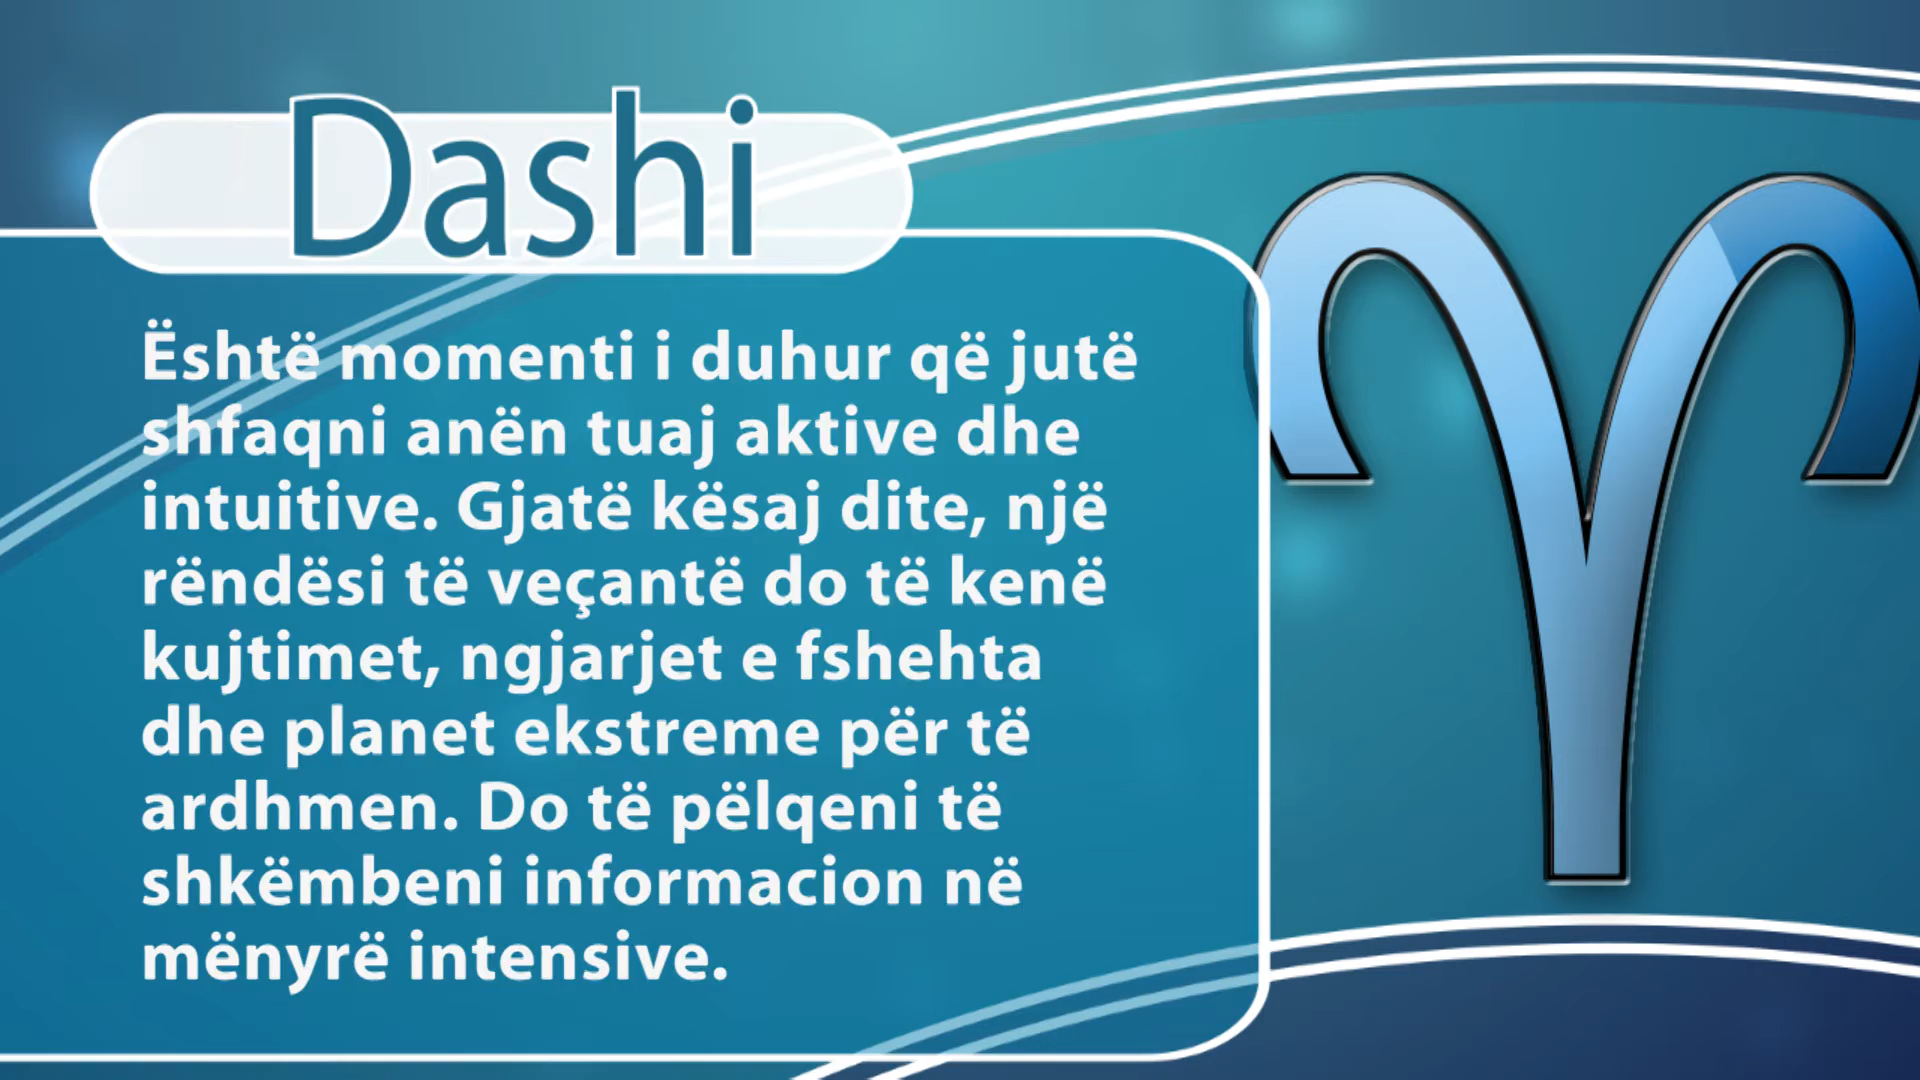 Dashi
Është momenti i duhur që jutë
shfaqni anën tuaj aktive dhe
intuitive. Gjatë kësaj dite, një
rëndësi të veçantë do të kenë
kujtimet, ngjarjet e fshehta
dhe planet ekstreme për të
ardhmen. Do të pëlqeni të
shkëmbeni informacion në
mënyrë intensive.